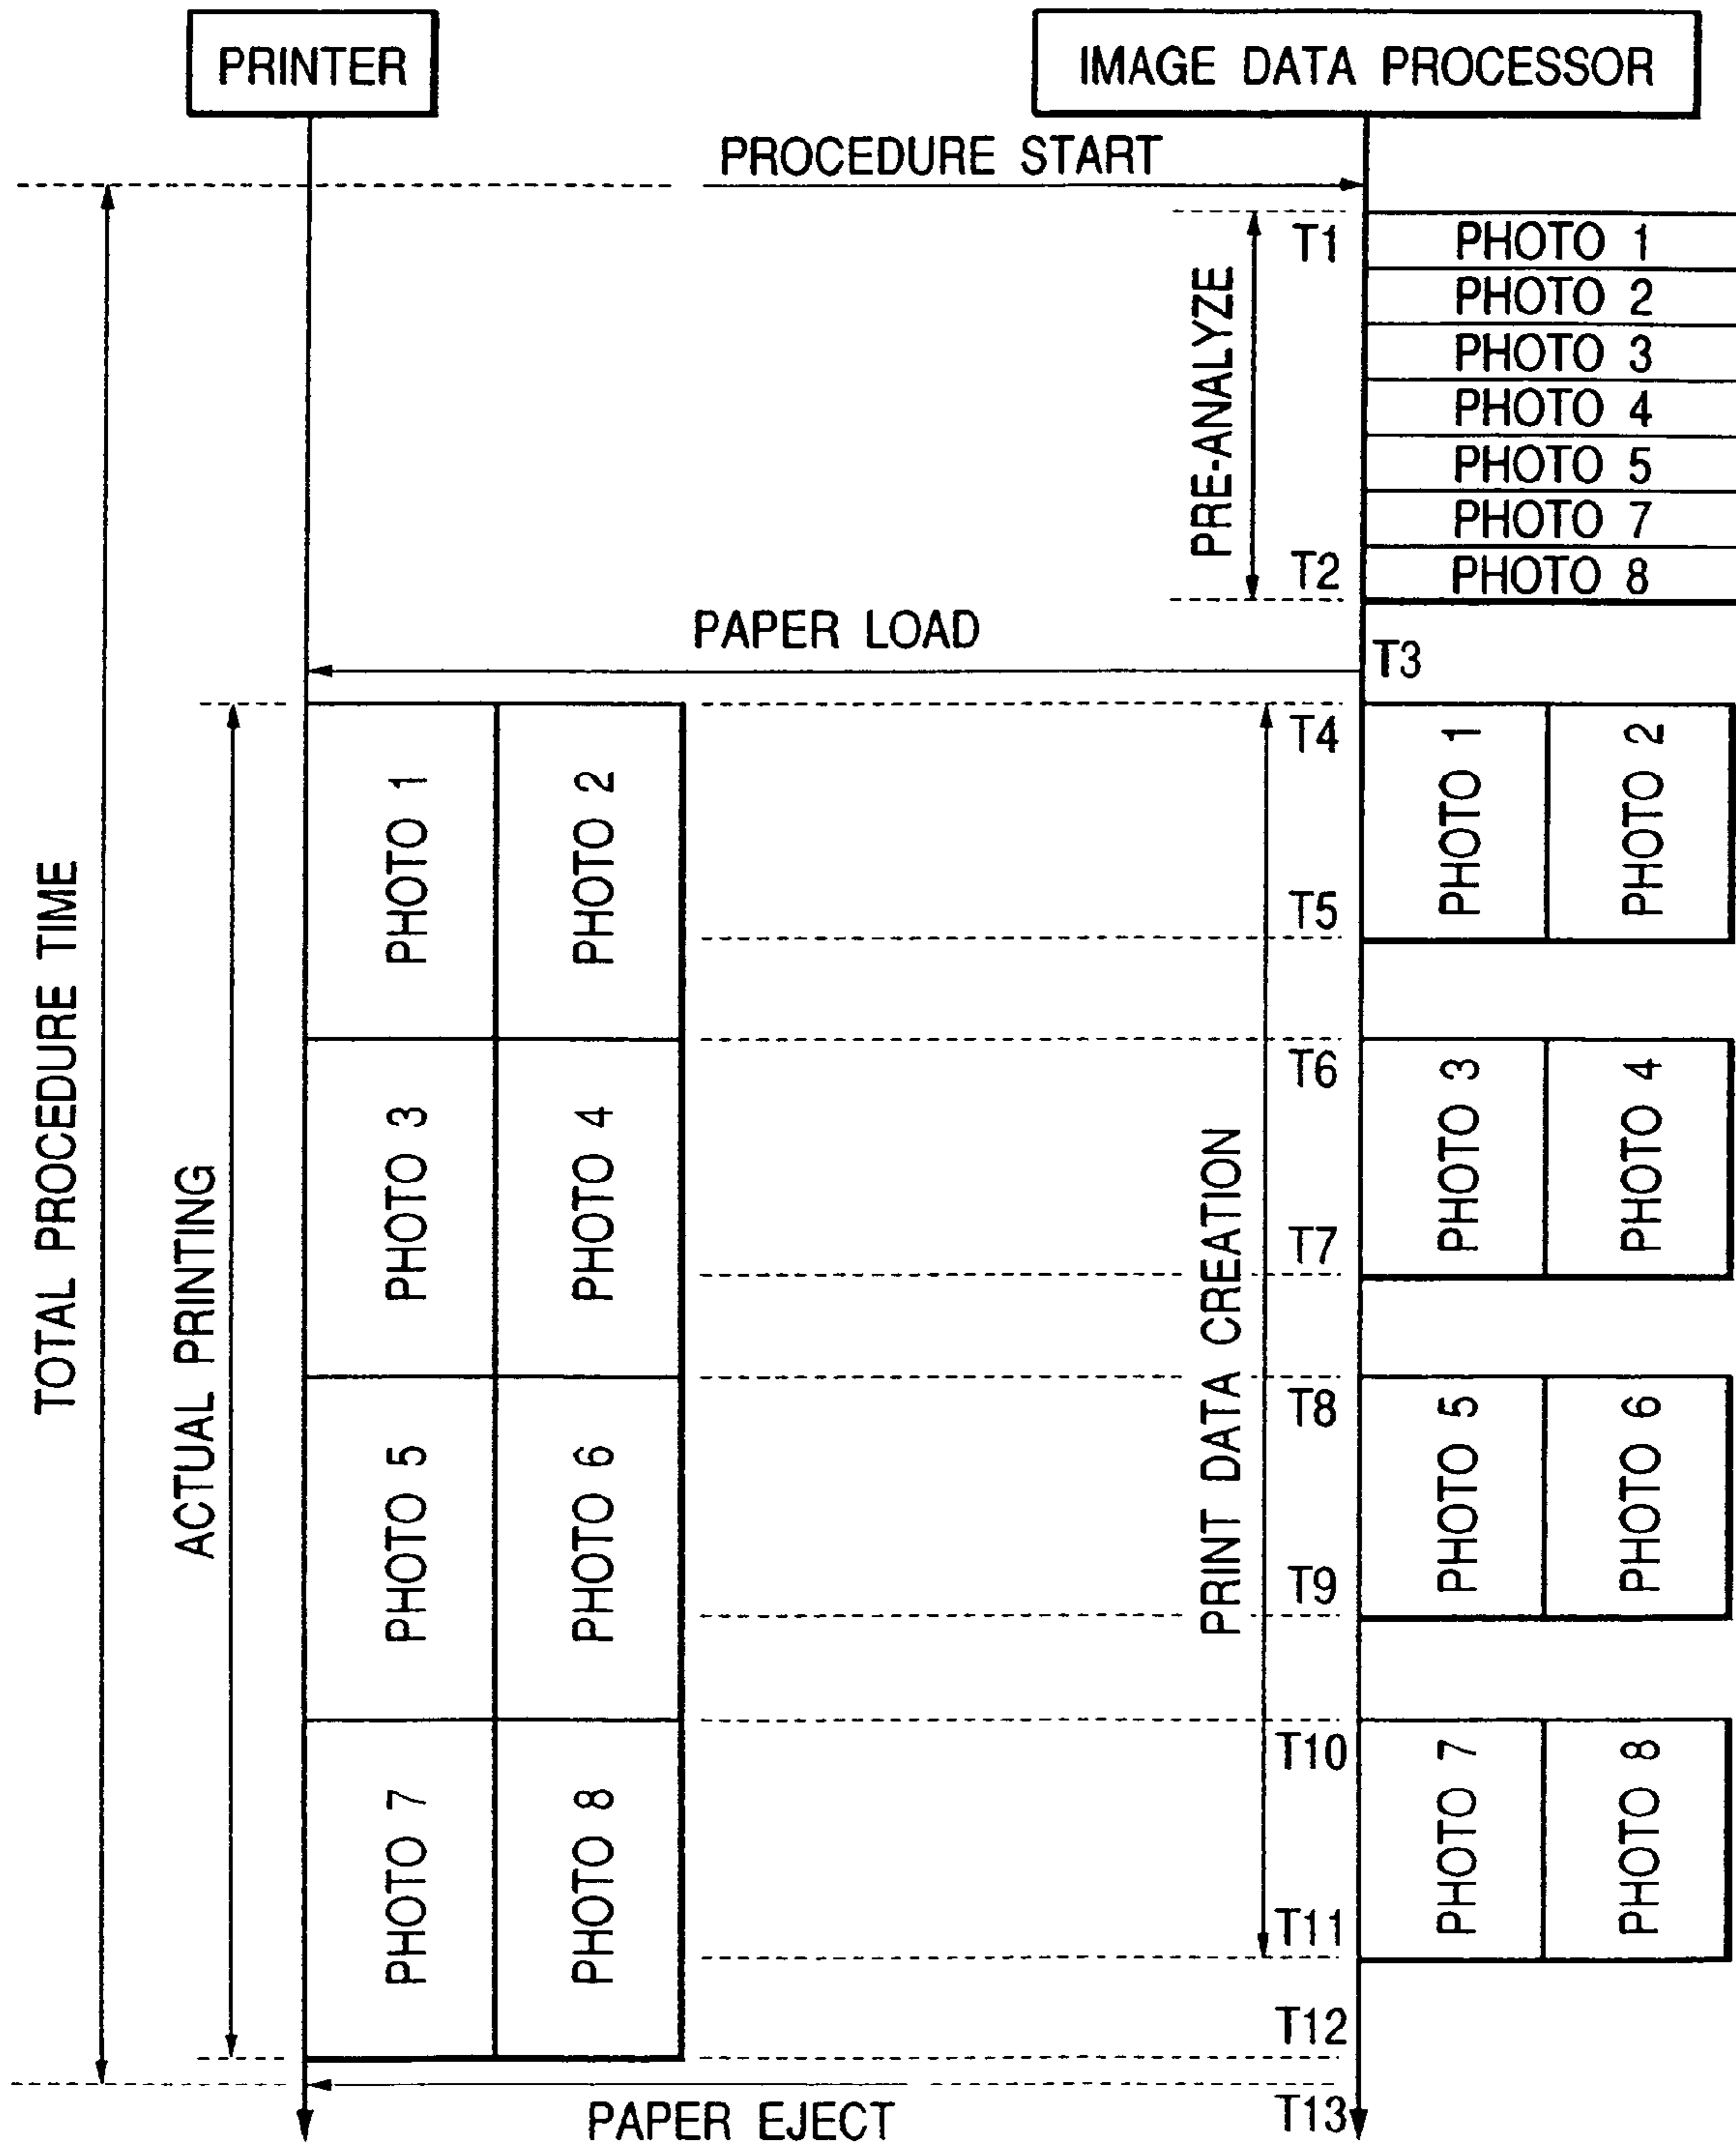 PRINTER
IMAGE DATA PROCESSOR
PROCEDURE START
T1
PHOTO 1
PHOTO 2
PHOTO 3
PHOTO 4
PHOTO 5
PHOTO 7
PHOTO 8
PRE-ANALYZE
T2
PAPER LOAD
T3
TOTAL PROCEDURE TIME
ACTUAL PRINTING
PHOTO 1
PHOTO 2
PHOTO 3
PHOTO 4
PHOTO 5
PHOTO 6
PHOTO 7
PHOTO 8
PRINT DATA CREATION
T4
T5
T6
T7
T8
T9
T10
T11
T12
T13
PHOTO 1
PHOTO 2
PHOTO 3
PHOTO 4
PHOTO 5
PHOTO 6
PHOTO 7
PHOTO 8
PAPER EJECT